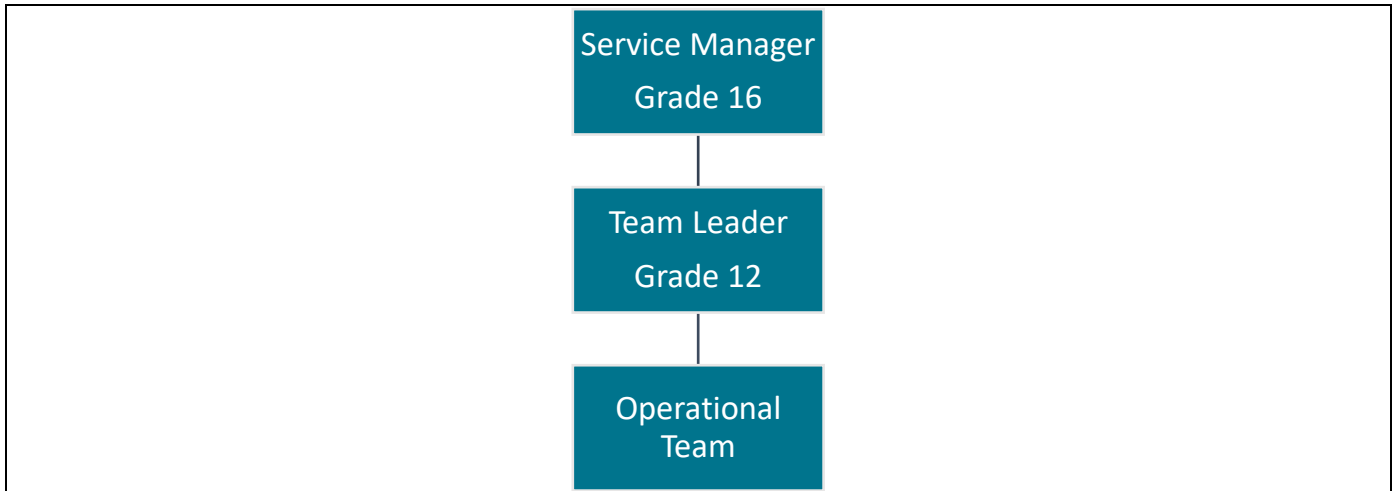 Service Manager
Grade 16
Team Leader
Grade 12
Operational
Team